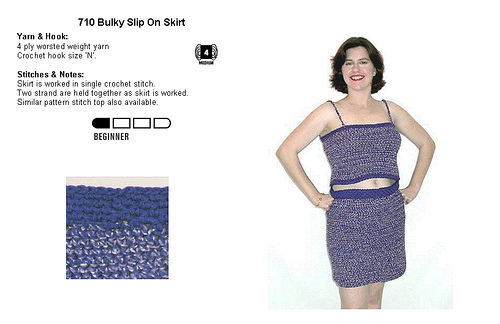 710 Bulky Slip On Skirt
Yarn & Hook:
4 ply worsted weight yarn
Crochet hook size 'N'.
4
MEDIUM
Stitches & Notes:
Skirt is worked in single crochet stitch.
Two strand are held together as skirt is worked.
Similar pattern stitch top also available.
BEGINNER